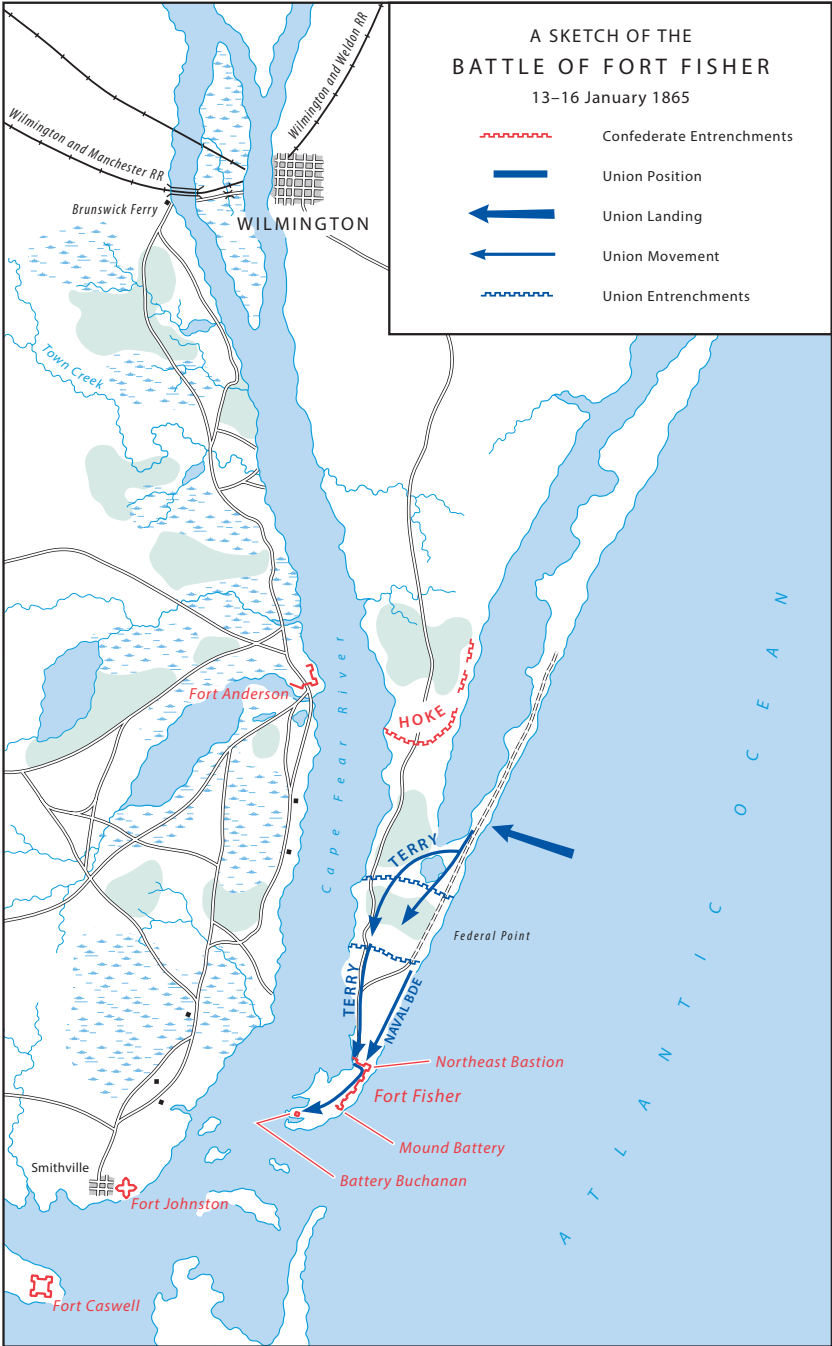 A SKETCH OF THE
BATTLE OF FORT FISHER
13–16 January 1865
Confederate Entrenchments
Union Position
Union Landing
Union Movement
Union Entrenchments
Wilmington and Weldon RR
Wilmington and Manchester RR
Brunswick Ferry
WILMINGTON
Town Creek
Fort Anderson
Cape Fear River
HOKE
TERRY
Federal Point
TERRY
NAVAL BDE
Northeast Bastion
Fort Fisher
Mound Battery
Battery Buchanan
Smithville
Fort Johnston
Fort Caswell
ATLANTIC OCEAN